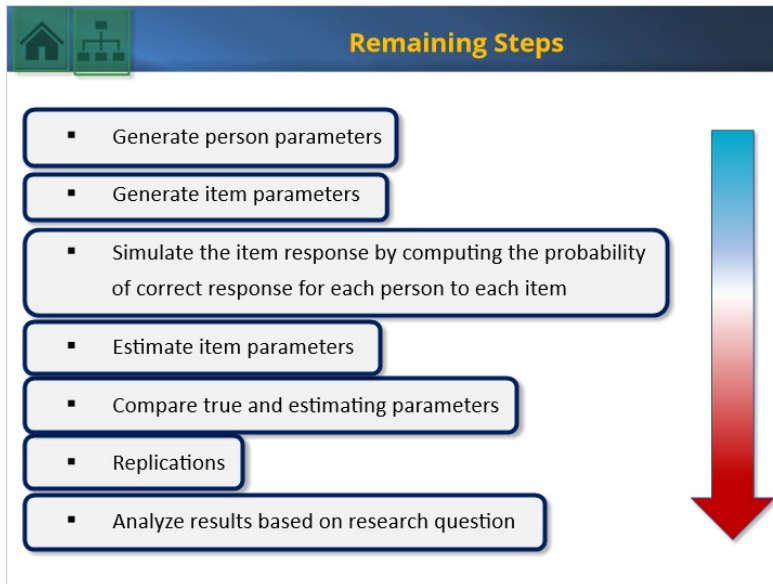 Remaining Steps
▪ Generate person parameters
▪ Generate item parameters
▪ Simulate the item response by computing the probability
of correct response for each person to each item
▪ Estimate item parameters
▪ Compare true and estimating parameters
▪ Replications
▪ Analyze results based on research question